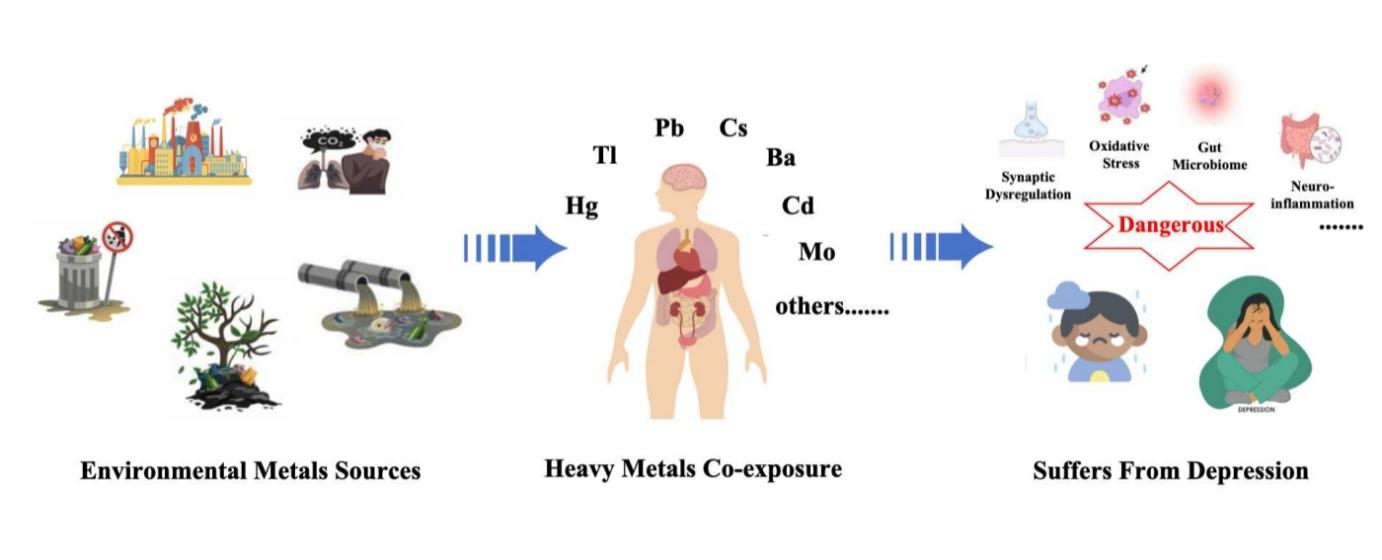 CO₂
Environmental Metals Sources
Pb
Cs
Tl
Ba
Hg
Cd
Mo
others.......
Heavy Metals Co-exposure
Synaptic
Dysregulation
Oxidative
Stress
Gut
Microbiome
Neuro-
inflammation
.......
Dangerous
DEPRESSION
Suffers From Depression